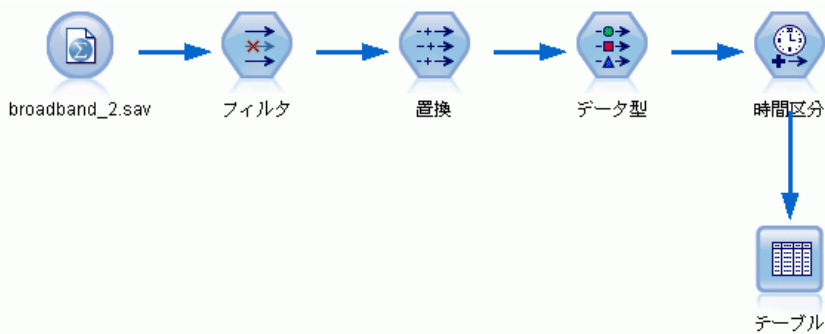 broadband_2.sav
フィルタ
置換
データ型
時間区分
テーブル